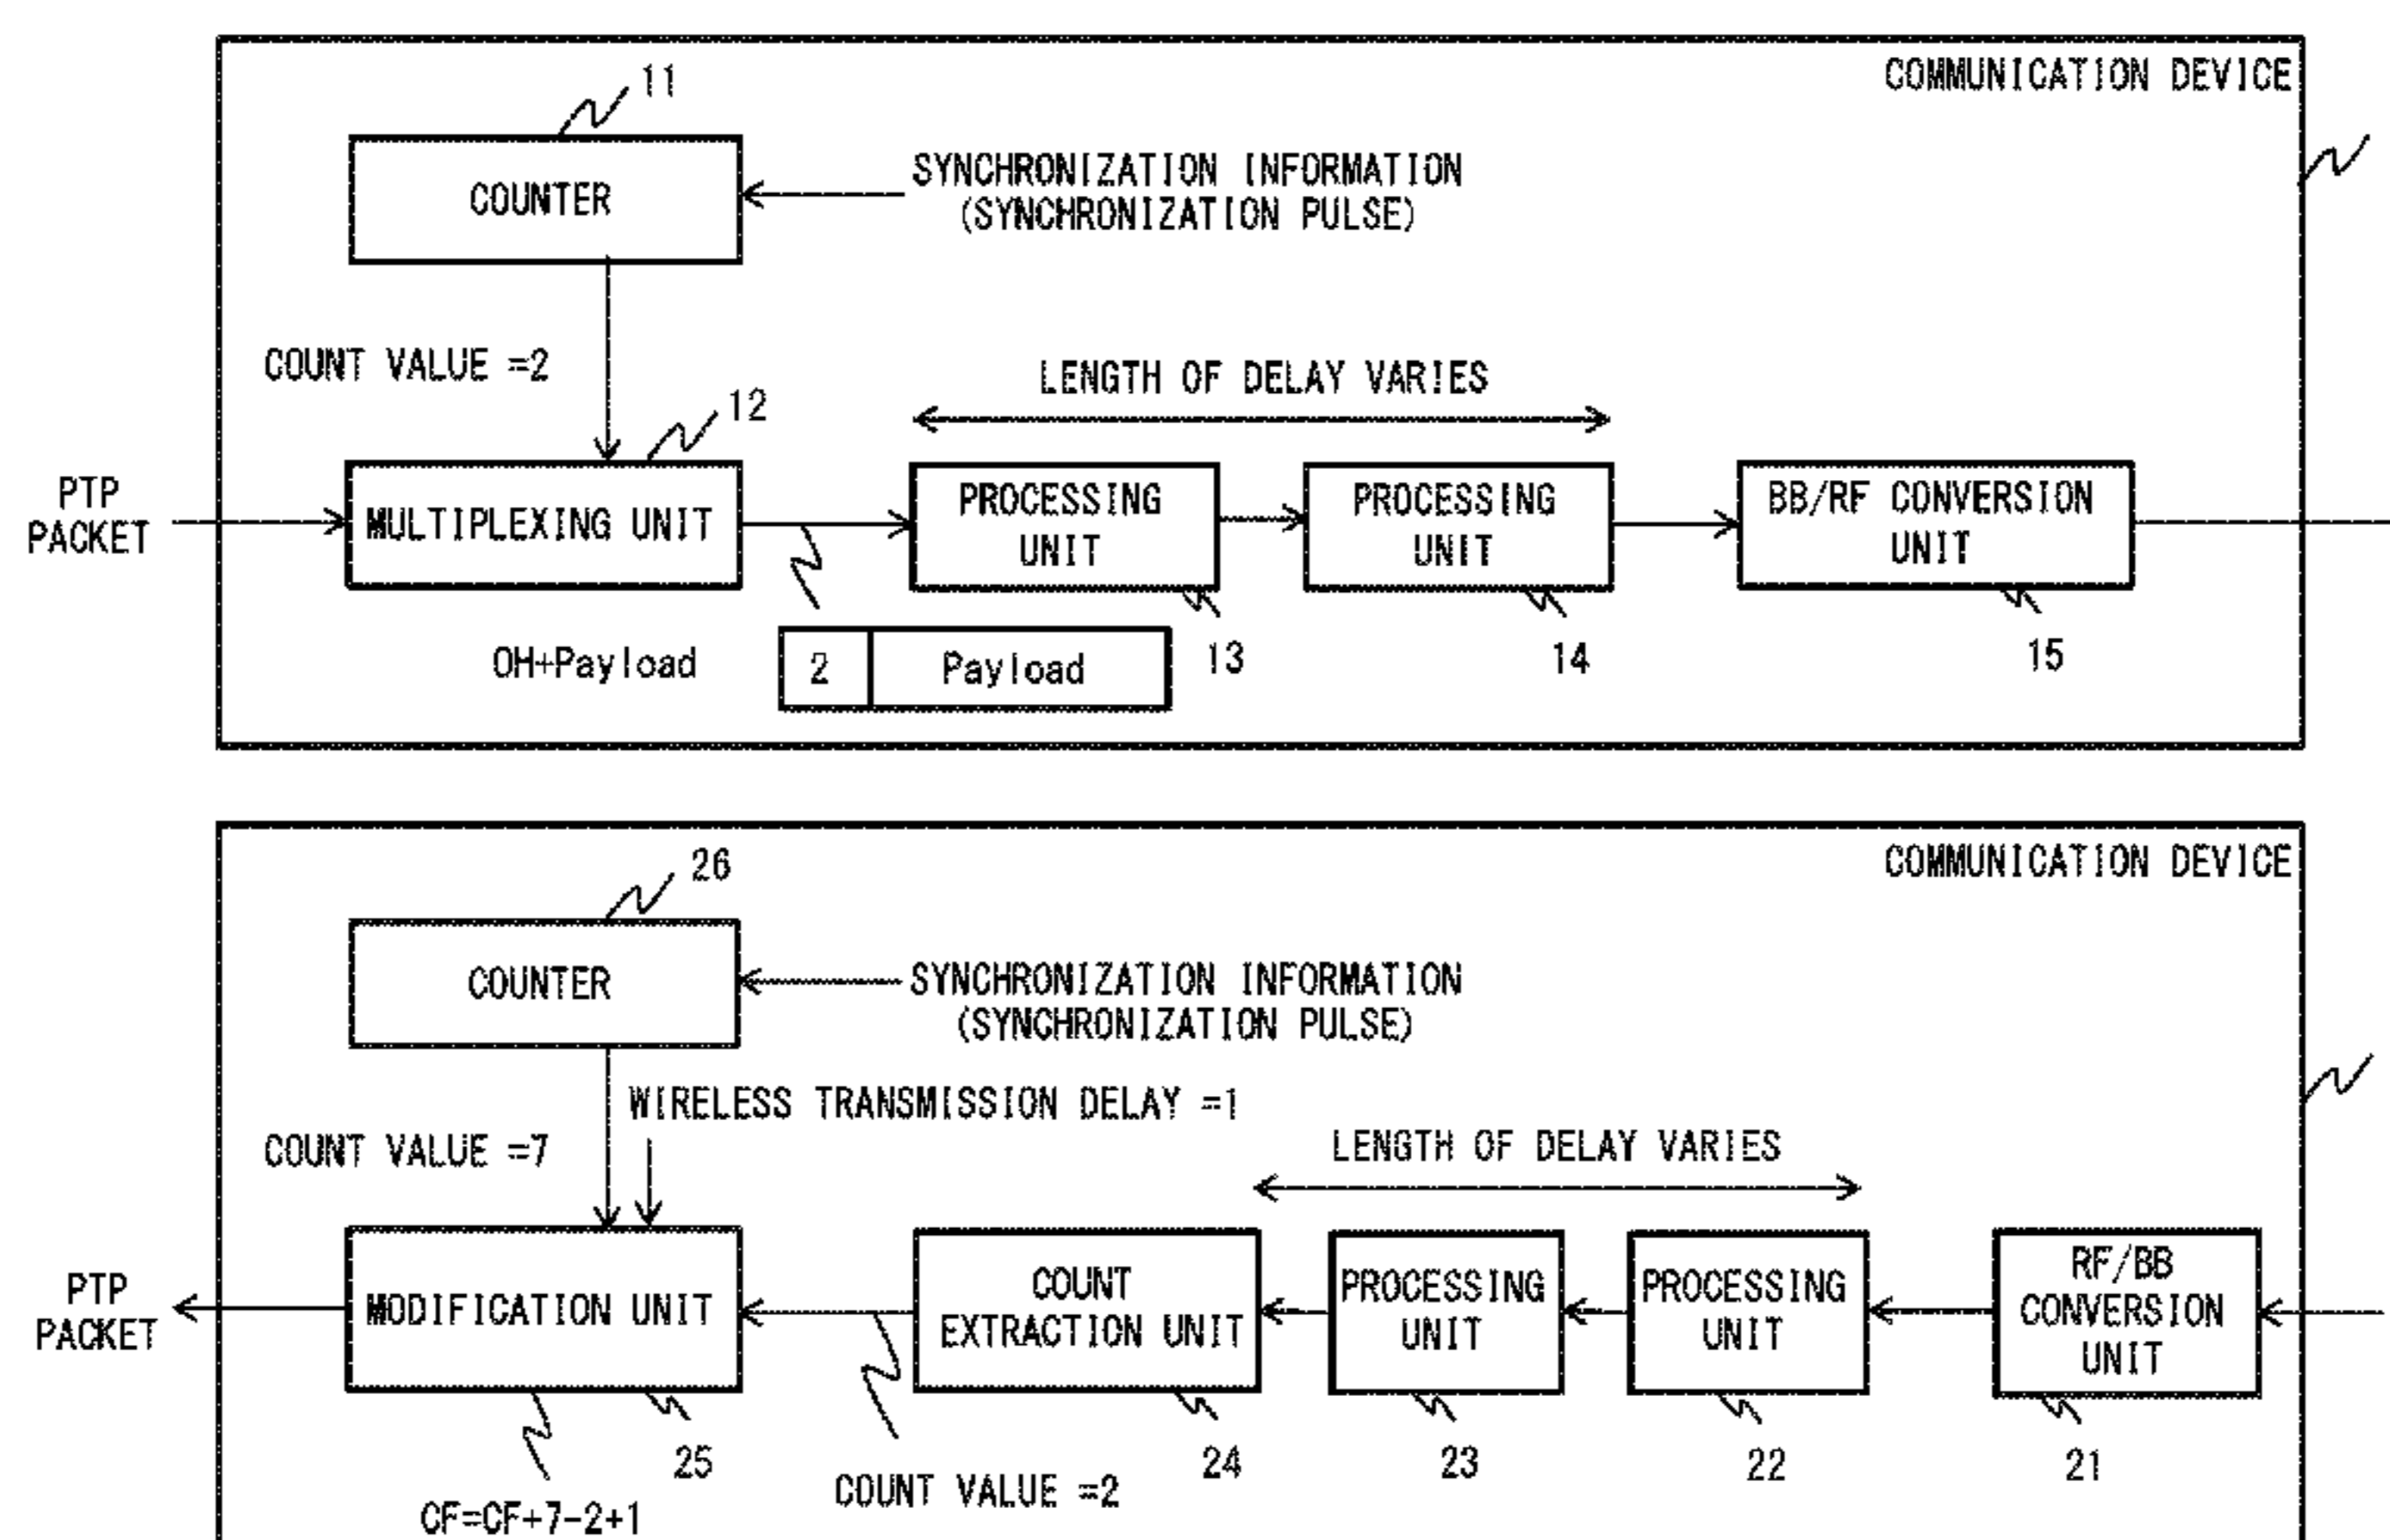 COMMUNICATION DEVICE
11
COUNTER
SYNCHRONIZATION INFORMATION
(SYNCHRONIZATION PULSE)
COUNT VALUE =2
LENGTH OF DELAY VARIES
12
PTP
PACKET
MULTIPLEXING UNIT
PROCESSING
UNIT
PROCESSING
UNIT
BB/RF CONVERSION
UNIT
OH+Payload
2
Payload
13
14
15
COMMUNICATION DEVICE
26
COUNTER
SYNCHRONIZATION INFORMATION
(SYNCHRONIZATION PULSE)
WIRELESS TRANSMISSION DELAY =1
COUNT VALUE =7
LENGTH OF DELAY VARIES
PTP
PACKET
MODIFICATION UNIT
COUNT
EXTRACTION UNIT
PROCESSING
UNIT
PROCESSING
UNIT
RF/BB
CONVERSION
UNIT
25
24
23
22
21
COUNT VALUE =2
CF=CF+7-2+1